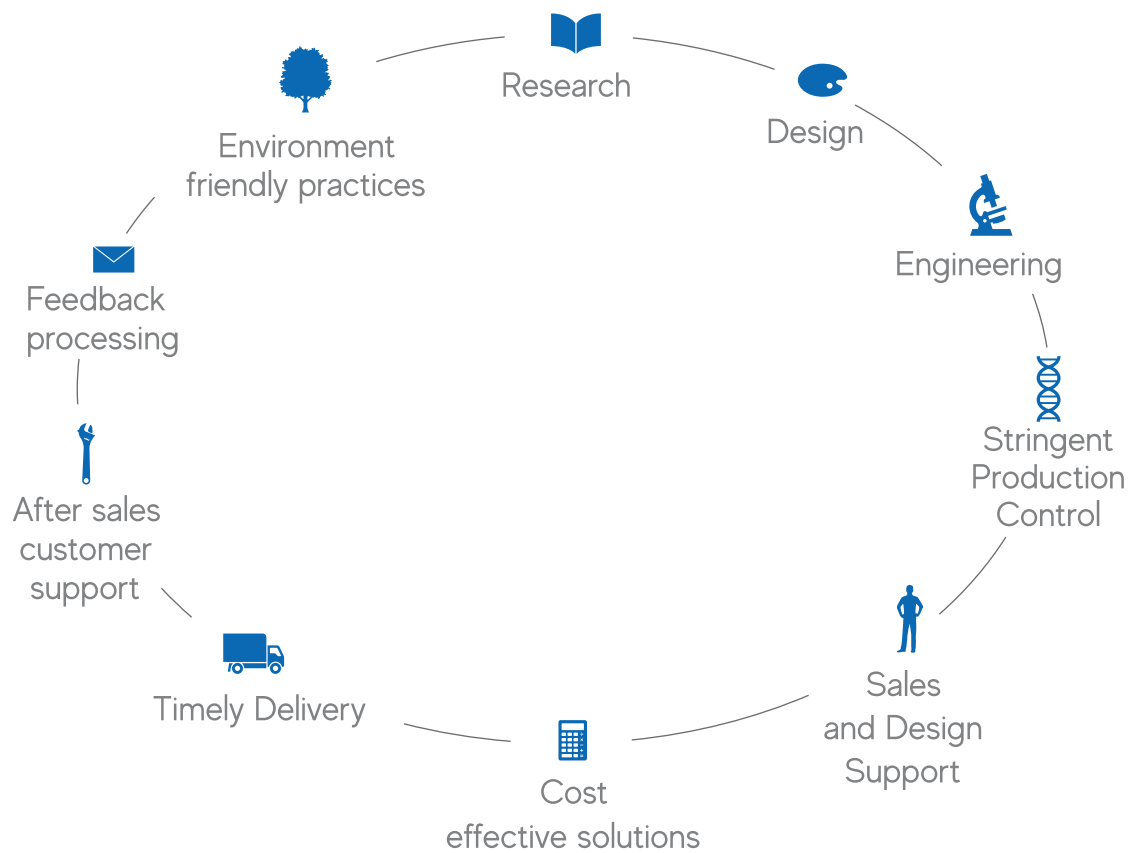 Research
Design
Engineering
Stringent
Production
Control
Sales
and Design
Support
Cost
effective solutions
Timely Delivery
After sales
customer
support
Feedback
processing
Environment
friendly practices